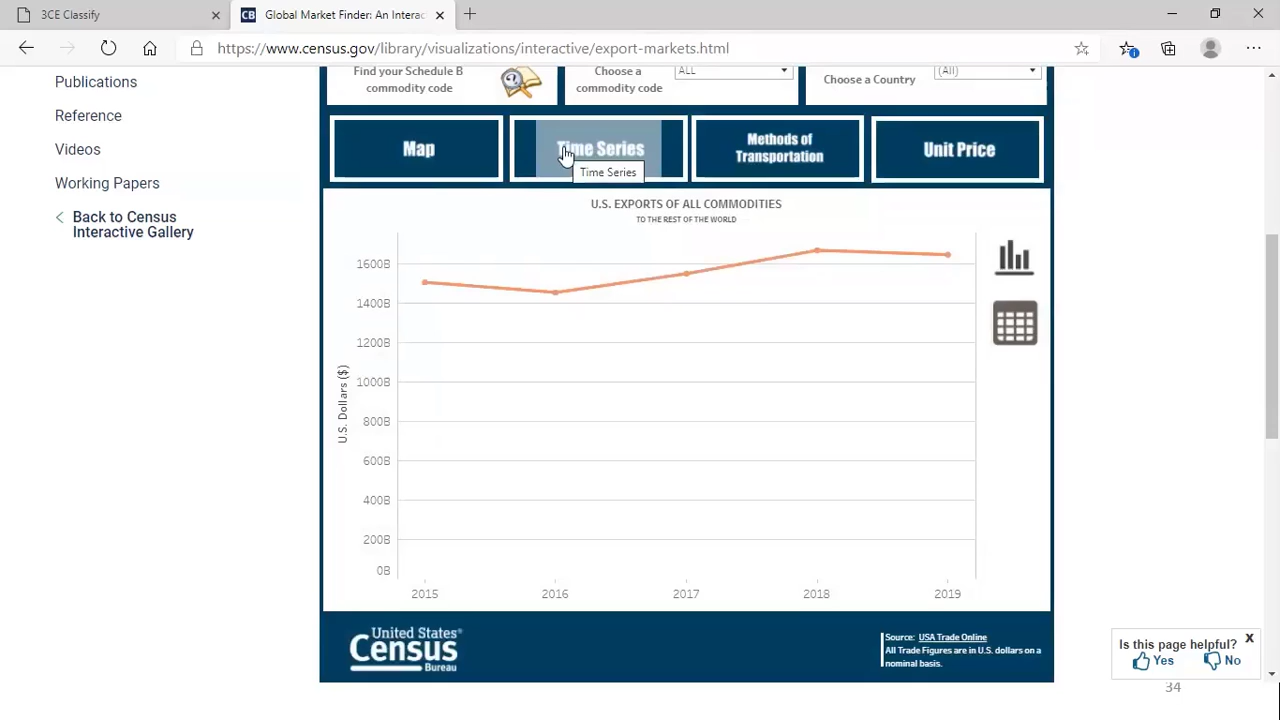 3CE Classify
Global Market Finder: An Interac
https://www.census.gov/library/visualizations/interactive/export-markets.html
Publications
Reference
Videos
Working Papers
Back to Census
Interactive Gallery
Find your Schedule B
commodity code
Choose a
commodity code
ALL
Choose a Country
(All)
Map
Time Series
Methods of
Transportation
Unit Price
Time Series
U.S. EXPORTS OF ALL COMMODITIES
TO THE REST OF THE WORLD
U.S. Dollars ($)
1600B
1400B
1200B
1000B
800B
600B
400B
200B
0B
2015
2016
2017
2018
2019
United States®
Census
Bureau
Source: USA Trade Online
All Trade Figures are in U.S. dollars on a
nominal basis.
Is this page helpful?
X
Yes
No
34